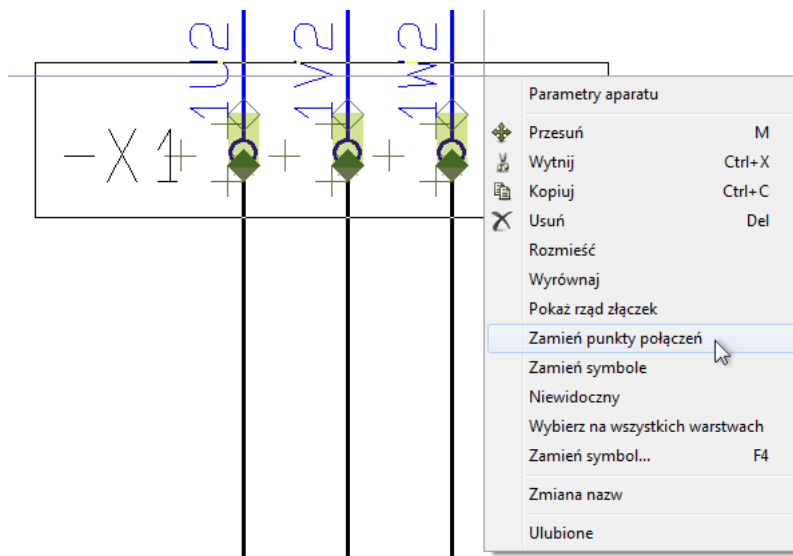 1U2
1V2
1W2
-X1
Parametry aparatu
Przesuń M
Wytnij Ctrl+X
Kopiuj Ctrl+C
Usuń Del
Rozmieść
Wyrównaj
Pokaż rząd złączek
Zamień punkty połączeń
Zamień symbole
Niewidoczny
Wybierz na wszystkich warstwach
Zamień symbol... F4
Zmiana nazw
Ulubione